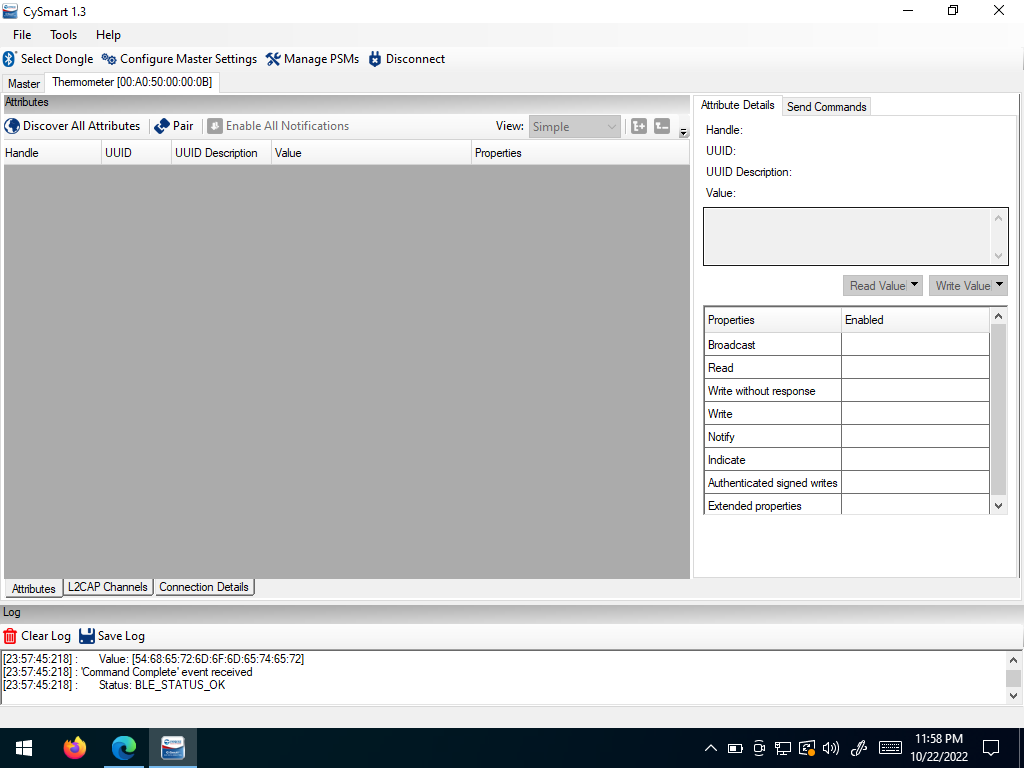 CySmart 1.3
File Tools Help
Select Dongle Configure Master Settings Manage PSMs Disconnect
Master Thermometer [00:A0:50:00:00:0B]
Attributes
Discover All Attributes Pair Enable All Notifications View: Simple
Handle UUID UUID Description Value Properties
Attribute Details Send Commands
Handle:
UUID:
UUID Description:
Value:
Read Value Write Value
Properties Enabled
Broadcast
Read
Write without response
Write
Notify
Indicate
Authenticated signed writes
Extended properties
Attributes L2CAP Channels Connection Details
Log
Clear Log Save Log
[23:57:45:218] : Value: [54:68:65:72:6D:6F:6D:65:74:65:72]
[23:57:45:218] : 'Command Complete' event received
[23:57:45:218] : Status: BLE_STATUS_OK
11:58 PM
10/22/2022